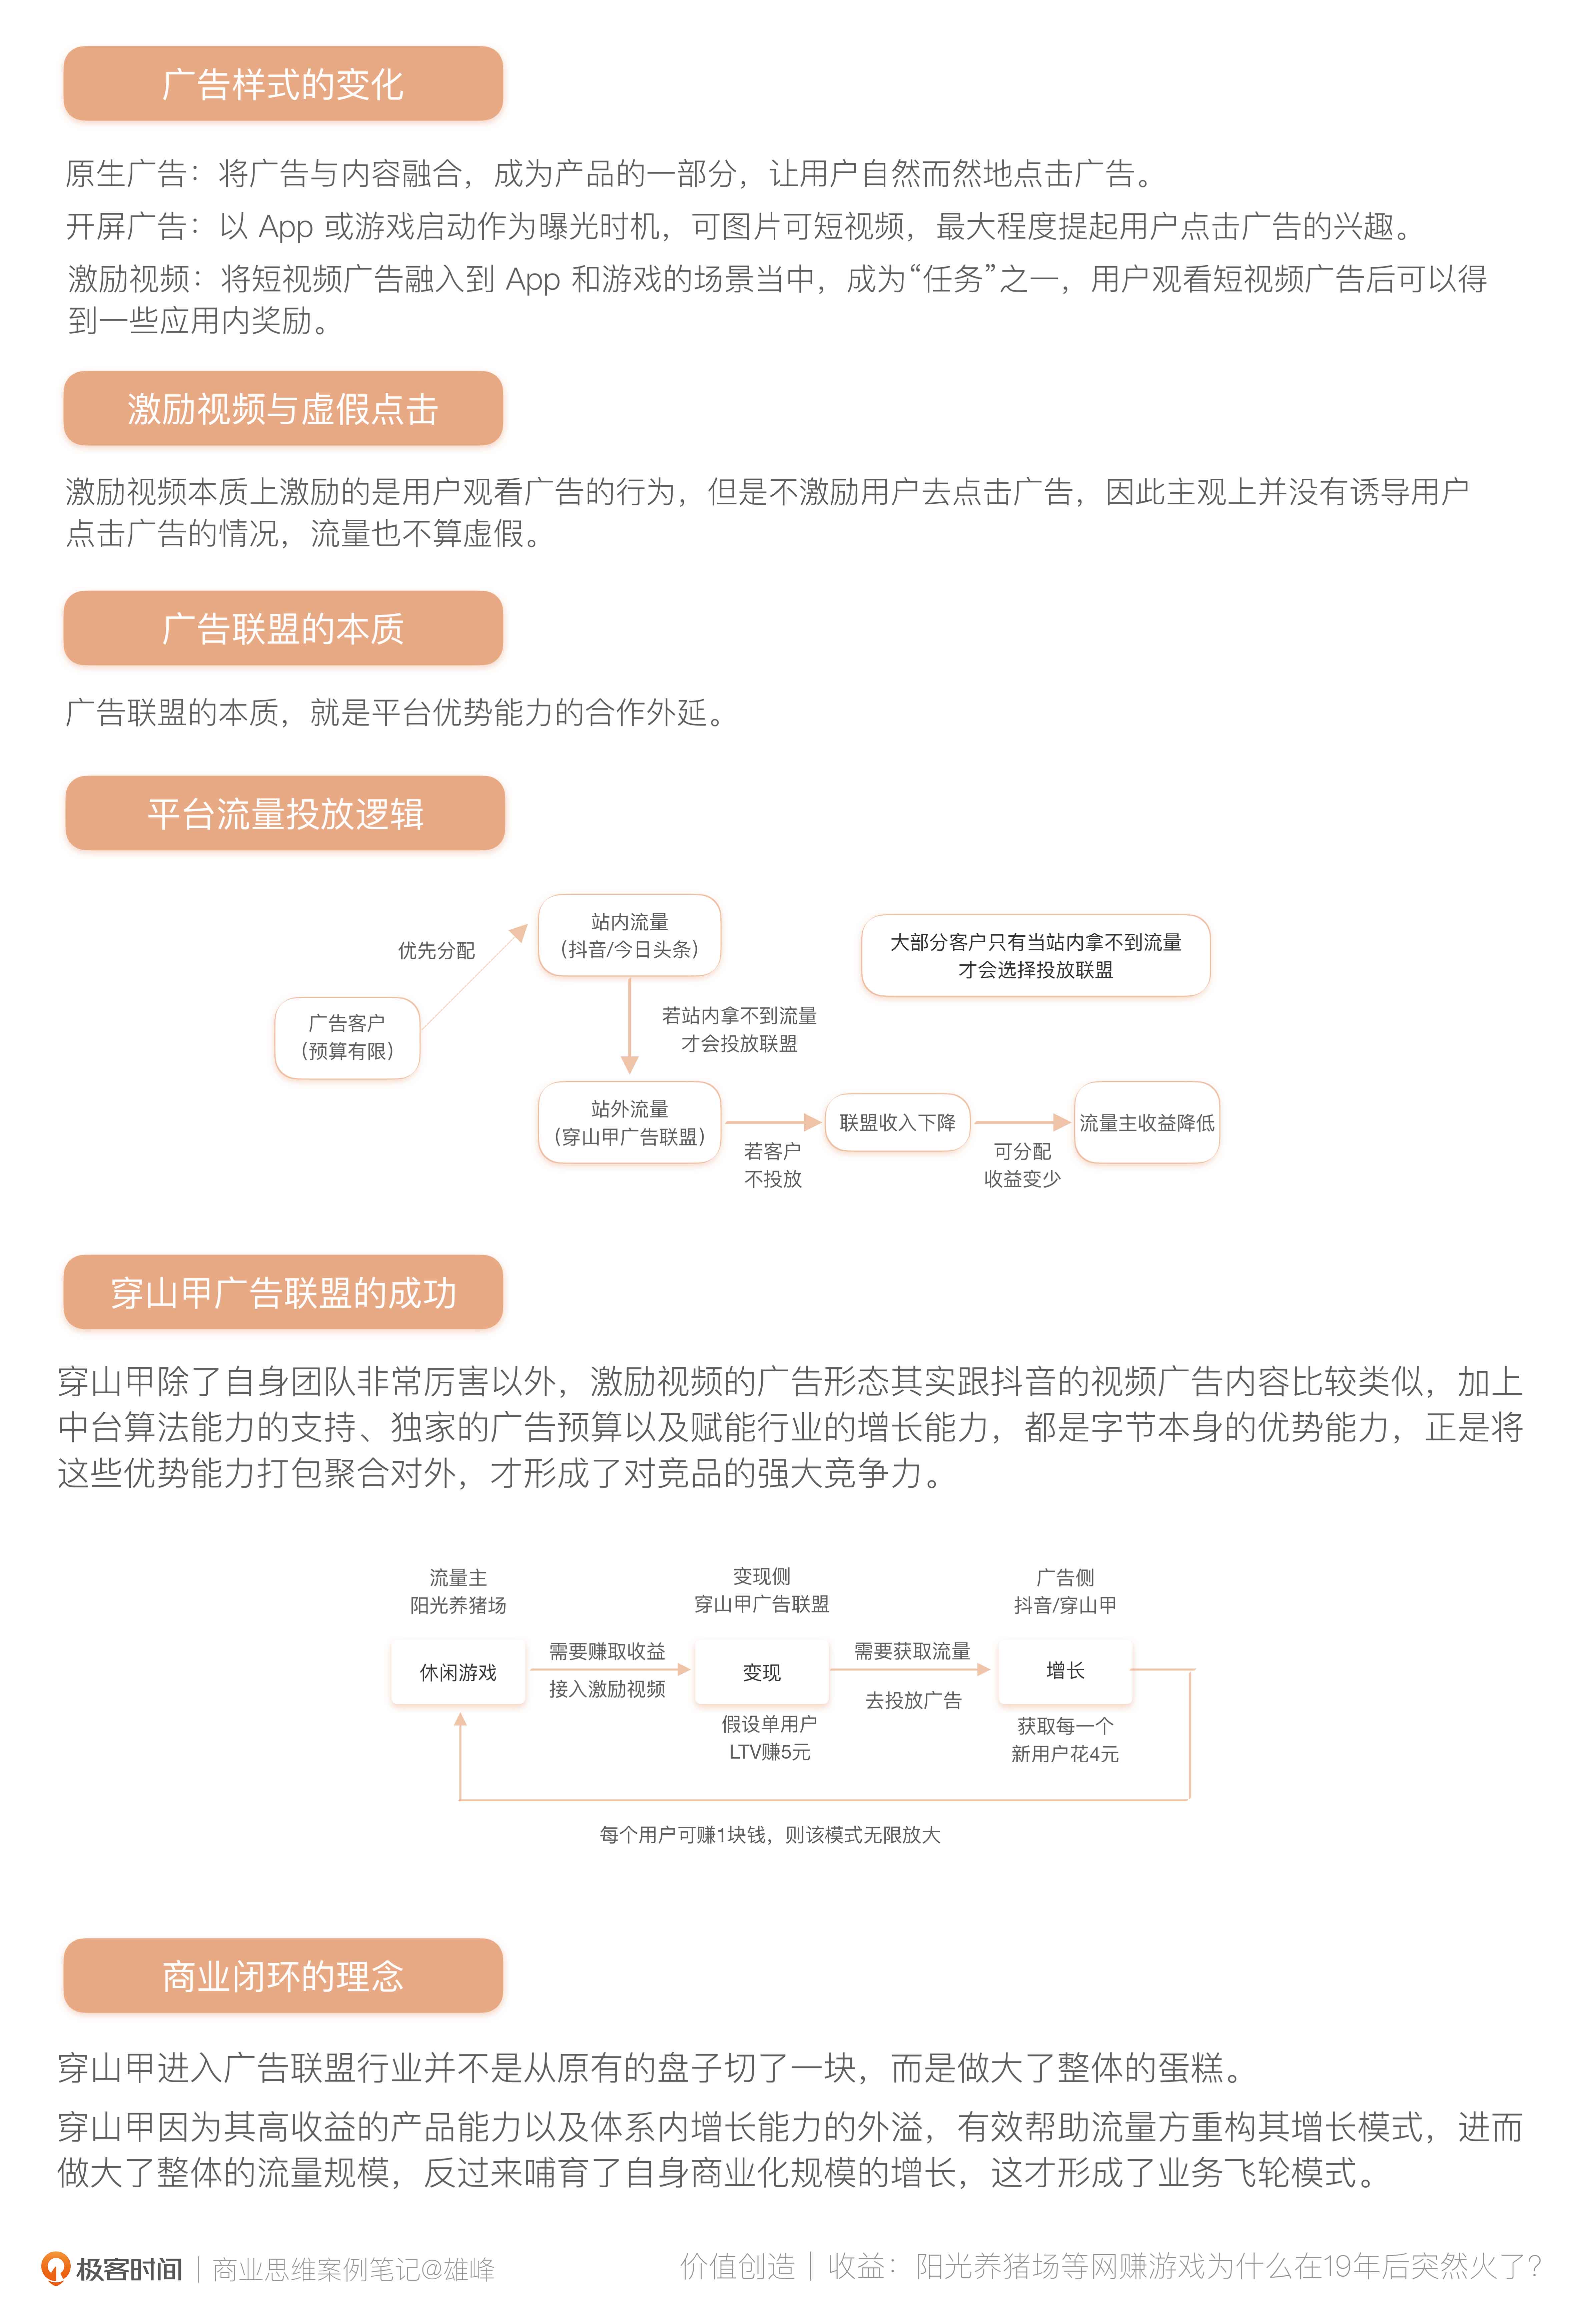 广告样式的变化
原生广告：将广告与内容融合，成为产品的一部分，让用户自然而然地点击广告。
开屏广告：以 App 或游戏启动作为曝光时机，可图片可短视频，最大程度提起用户点击广告的兴趣。
激励视频：将短视频广告融入到 App 和游戏的场景当中，成为“任务”之一，用户观看短视频广告后可以得
到一些应用内奖励。
激励视频与虚假点击
激励视频本质上激励的是用户观看广告的行为，但是不激励用户去点击广告，因此主观上并没有诱导用户
点击广告的情况，流量也不算虚假。
广告联盟的本质
广告联盟的本质，就是平台优势能力的合作外延。
平台流量投放逻辑
优先分配
站内流量
（抖音/今日头条）
大部分客户只有当站内拿不到流量
才会选择投放联盟
广告客户
（预算有限）
若站内拿不到流量
才会投放联盟
站外流量
（穿山甲广告联盟）
若客户
不投放
联盟收入下降
可分配
收益变少
流量主收益降低
穿山甲广告联盟的成功
穿山甲除了自身团队非常厉害以外，激励视频的广告形态其实跟抖音的视频广告内容比较类似，加上
中台算法能力的支持、独家的广告预算以及赋能行业的增长能力，都是字节本身的优势能力，正是将
这些优势能力打包聚合对外，才形成了对竞品的强大竞争力。
流量主
阳光养猪场
变现侧
穿山甲广告联盟
广告侧
抖音/穿山甲
休闲游戏
需要赚取收益
接入激励视频
变现
需要获取流量
去投放广告
增长
假设单用户
LTV赚5元
获取每一个
新用户花4元
每个用户可赚1块钱，则该模式无限放大
商业闭环的理念
穿山甲进入广告联盟行业并不是从原有的盘子切了一块，而是做大了整体的蛋糕。
穿山甲因为其高收益的产品能力以及体系内增长能力的外溢，有效帮助流量方重构其增长模式，进而
做大了整体的流量规模，反过来哺育了自身商业化规模的增长，这才形成了业务飞轮模式。
极客时间｜商业思维案例笔记@雄峰
价值创造｜收益：阳光养猪场等网赚游戏为什么在19年后突然火了？